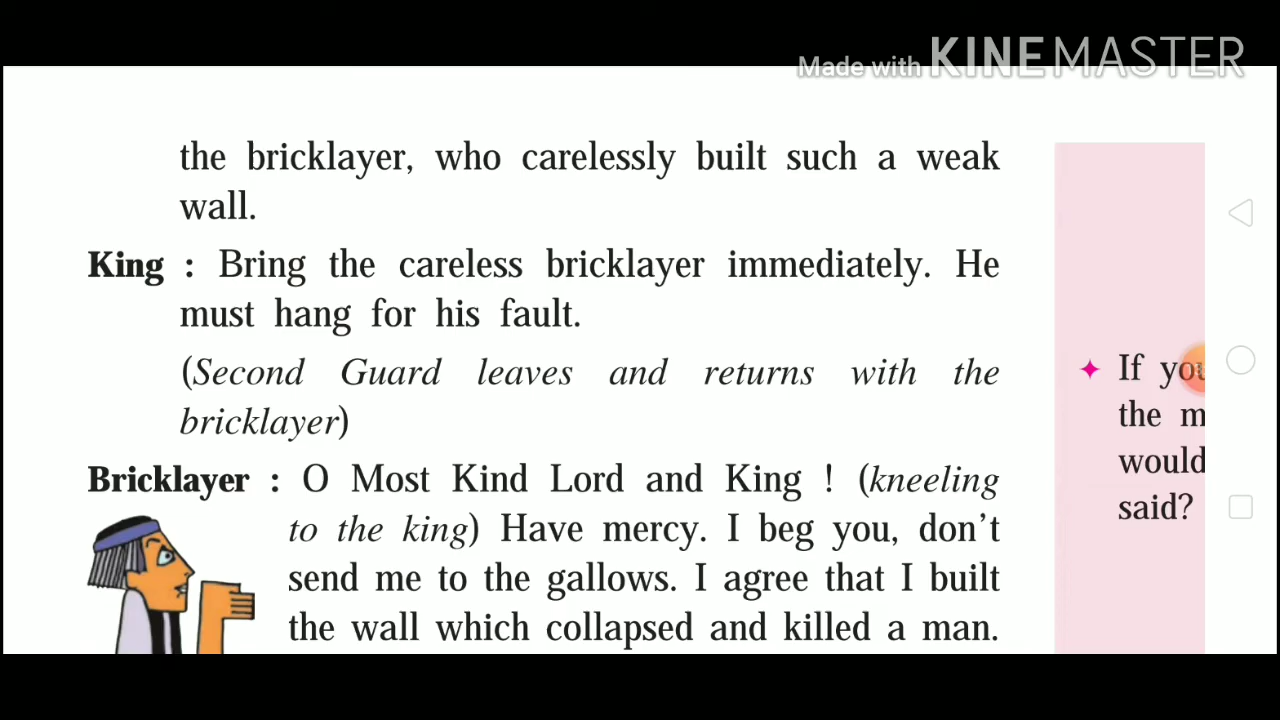 Made with KINEMASTER
the bricklayer, who carelessly built such a weak
wall.
King : Bring the careless bricklayer immediately. He
must hang for his fault.
(Second Guard leaves and returns with the
bricklayer)
Bricklayer : O Most Kind Lord and King ! (kneeling
to the king) Have mercy. I beg you, don't
send me to the gallows. I agree that I built
the wall which collapsed and killed a man.
If
the
would
said?